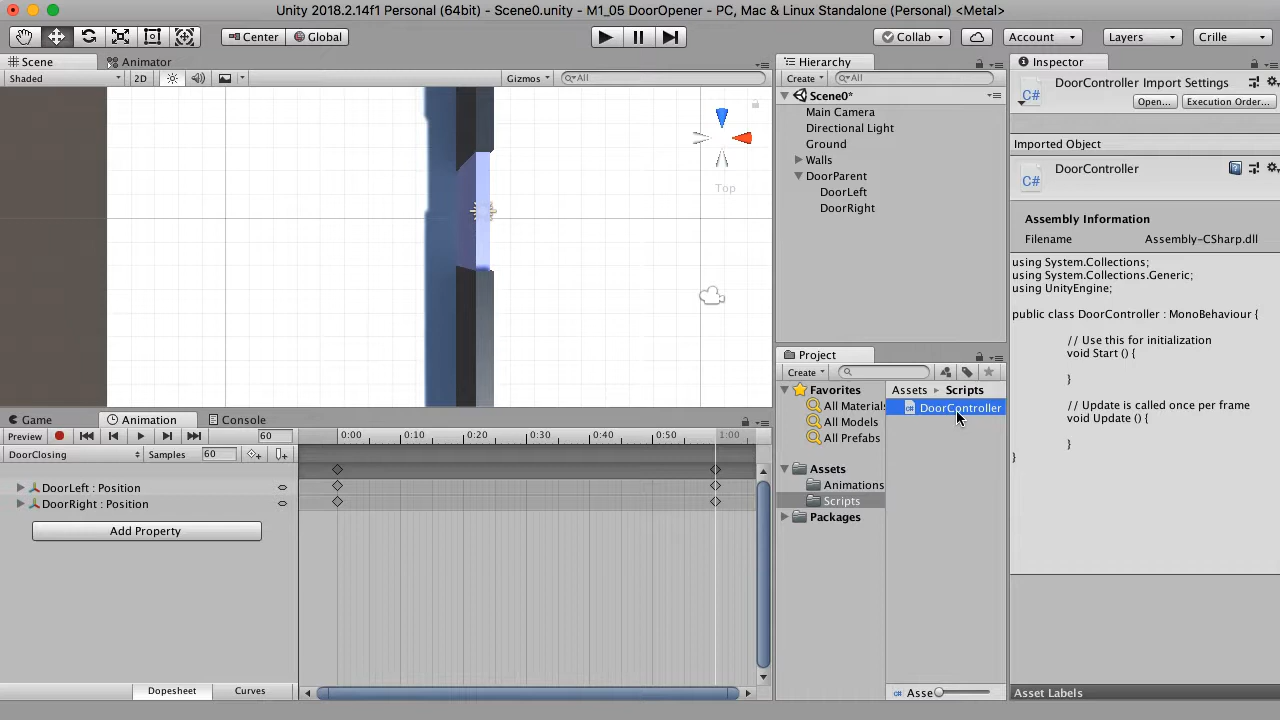 Unity 2018.2.14f1 Personal (64bit) - Scene0.unity - M1_05 DoorOpener - PC, Mac & Linux Standalone (Personal) <Metal>
Center Global Collab Account Layers Crille
Scene Animator
Shaded 2D Gizmos All
Top
Hierarchy
Create All
Scene0*
Main Camera
Directional Light
Ground
Walls
DoorParent
DoorLeft
DoorRight
Inspector
DoorController Import Settings
C#
Open... Execution Order...
Imported Object
DoorController
C#
Assembly Information
Filename Assembly-CSharp.dll
using System.Collections;
using System.Collections.Generic;
using UnityEngine;
public class DoorController : MonoBehaviour {
// Use this for initialization
void Start () {
}
// Update is called once per frame
void Update () {
}
}
Asset Labels
Project
Create
Favorites
All Materials
All Models
All Prefabs
Assets
Animations
Scripts
Packages
Assets Scripts
DoorController
Asse
Game Animation Console
Preview 60 0:00 0:10 0:20 0:30 0:40 0:50 1:00
DoorClosing Samples 60
DoorLeft : Position
DoorRight : Position
Add Property
Dopesheet Curves